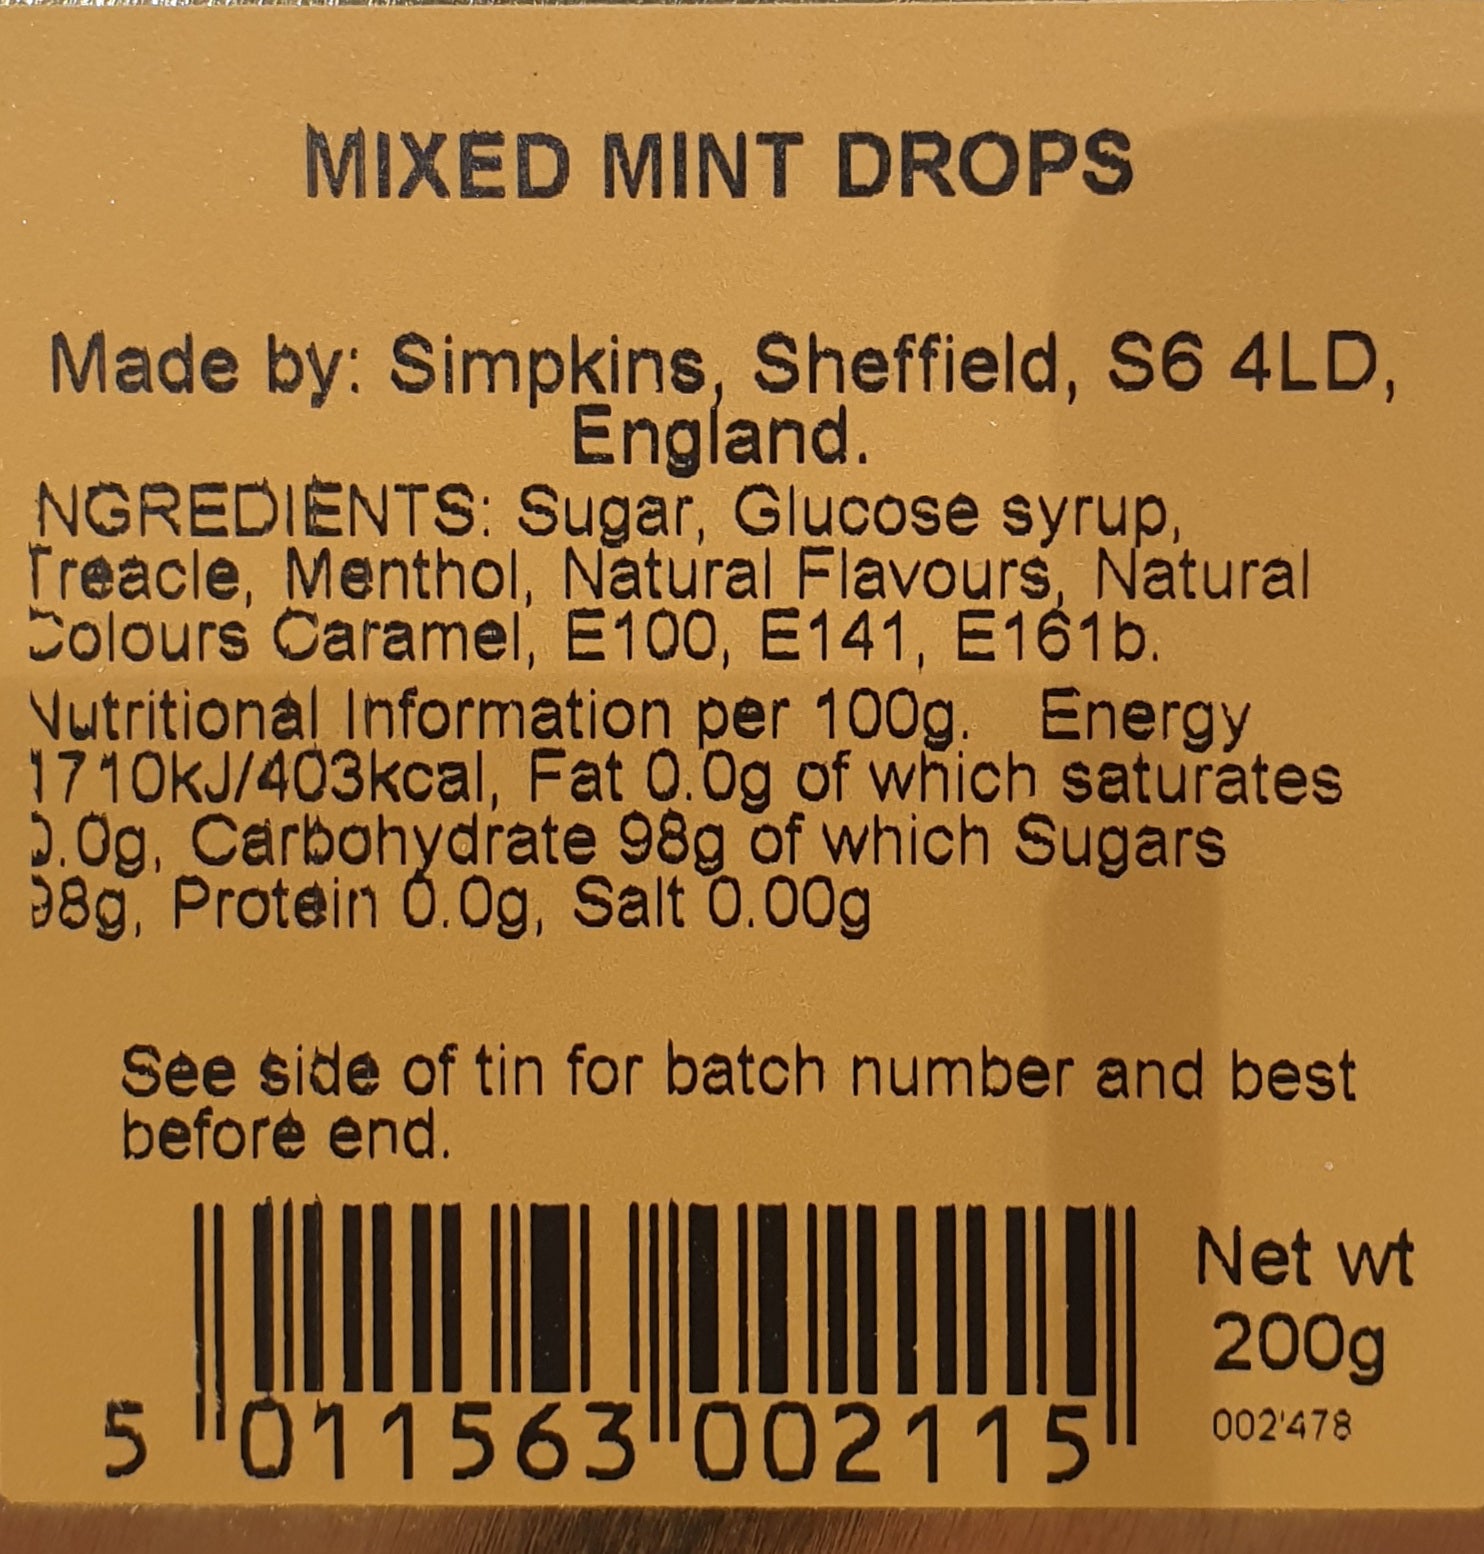 MIXED MINT DROPS
Made by: Simpkins, Sheffield, S6 4LD,
England.
NGREDIENTS: Sugar, Glucose syrup,
Treacle, Menthol, Natural Flavours, Natural
Colours Caramel, E100, E141, E161b.
Nutritional Information per 100g. Energy
1710kJ/403kcal, Fat 0.0g of which saturates
0.0g, Carbohydrate 98g of which Sugars
98g, Protein 0.0g, Salt 0.00g
See side of tin for batch number and best
before end.
Net wt
200g
002'478
5 011563 002115